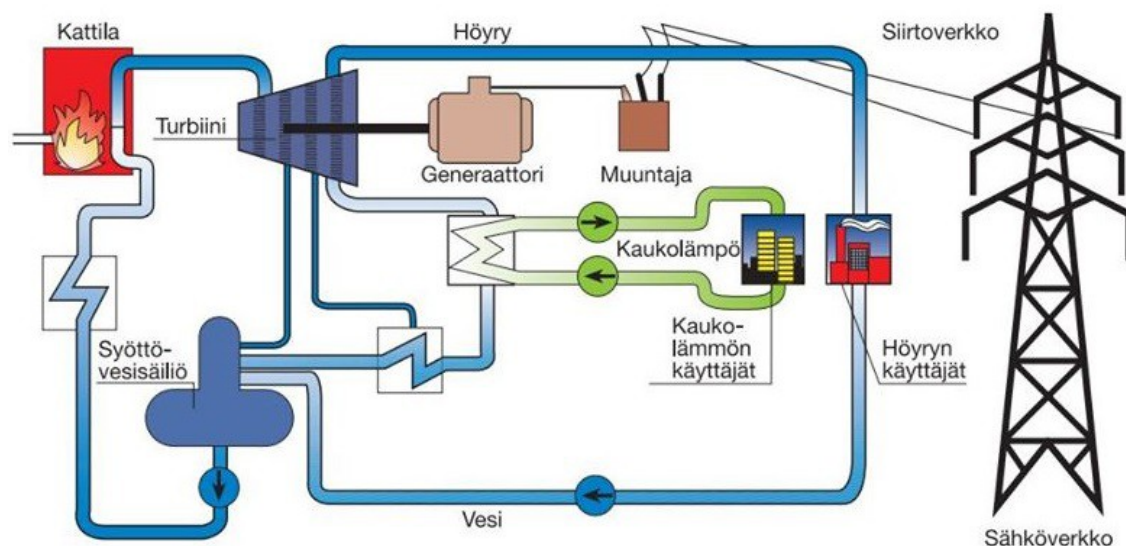 Kattila
Höyry
Siirtoverkko
Turbiini
Generaattori
Muuntaja
Kaukolämpö
Syöttö-
vesisäiliö
Kauko-
lämmön
käyttäjät
Höyryn
käyttäjät
Vesi
Sähköverkko